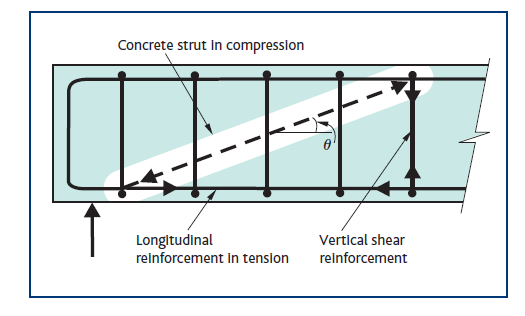 Concrete strut in compression
θ
Longitudinal
reinforcement in tension
Vertical shear
reinforcement